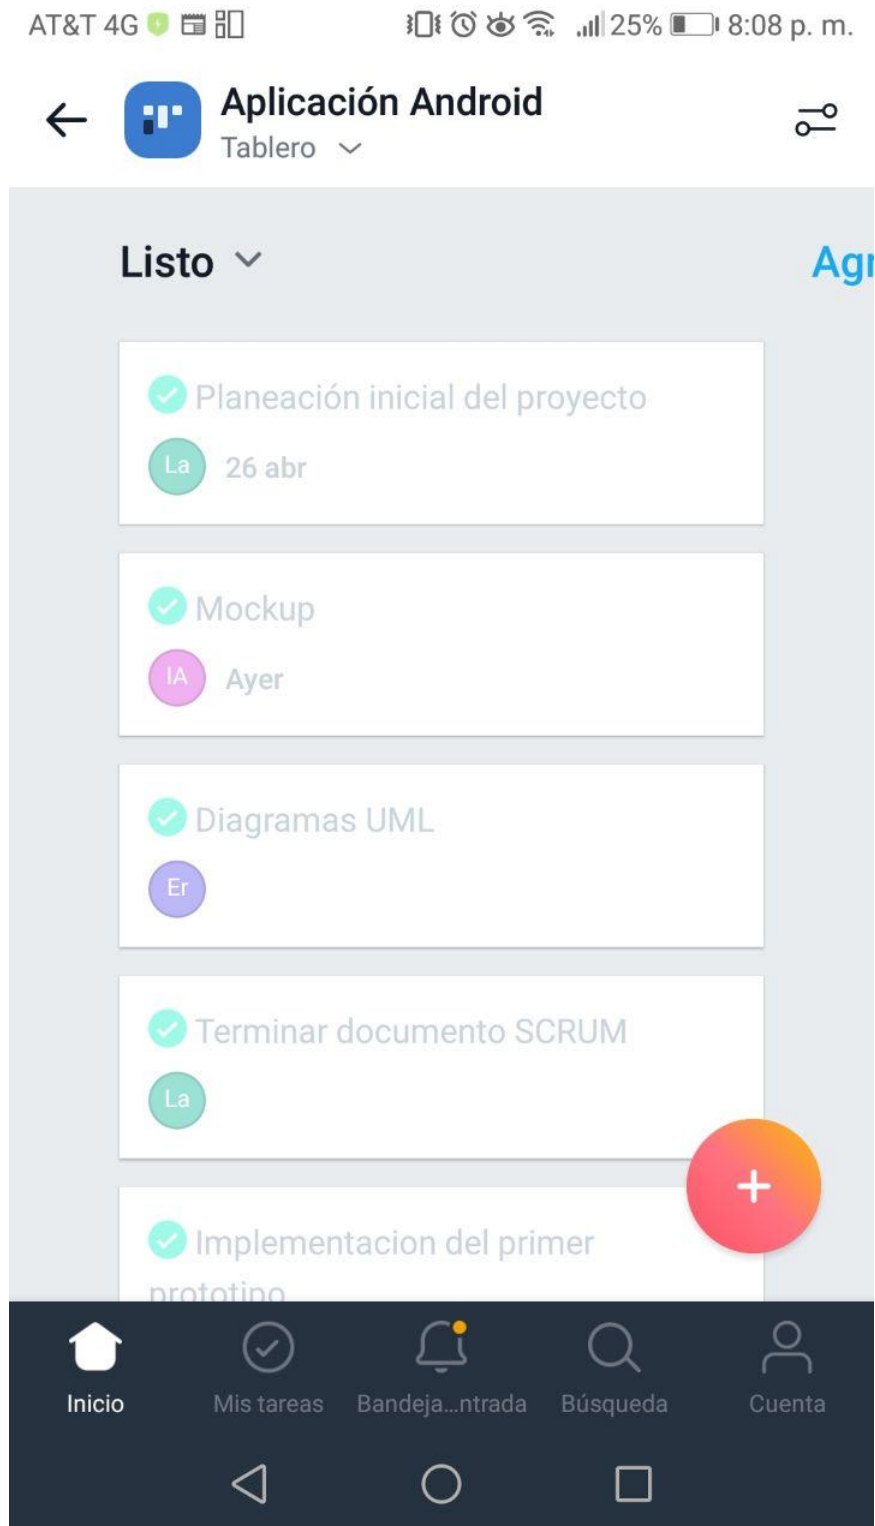 AT&T 4G 25% 8:08 p. m.
Aplicación Android
Tablero
Listo
Agr
Planeación inicial del proyecto
La 26 abr
Mockup
IA Ayer
Diagramas UML
Er
Terminar documento SCRUM
La
Implementacion del primer
prototipo
Inicio Mis tareas Bandeja...ntrada Búsqueda Cuenta